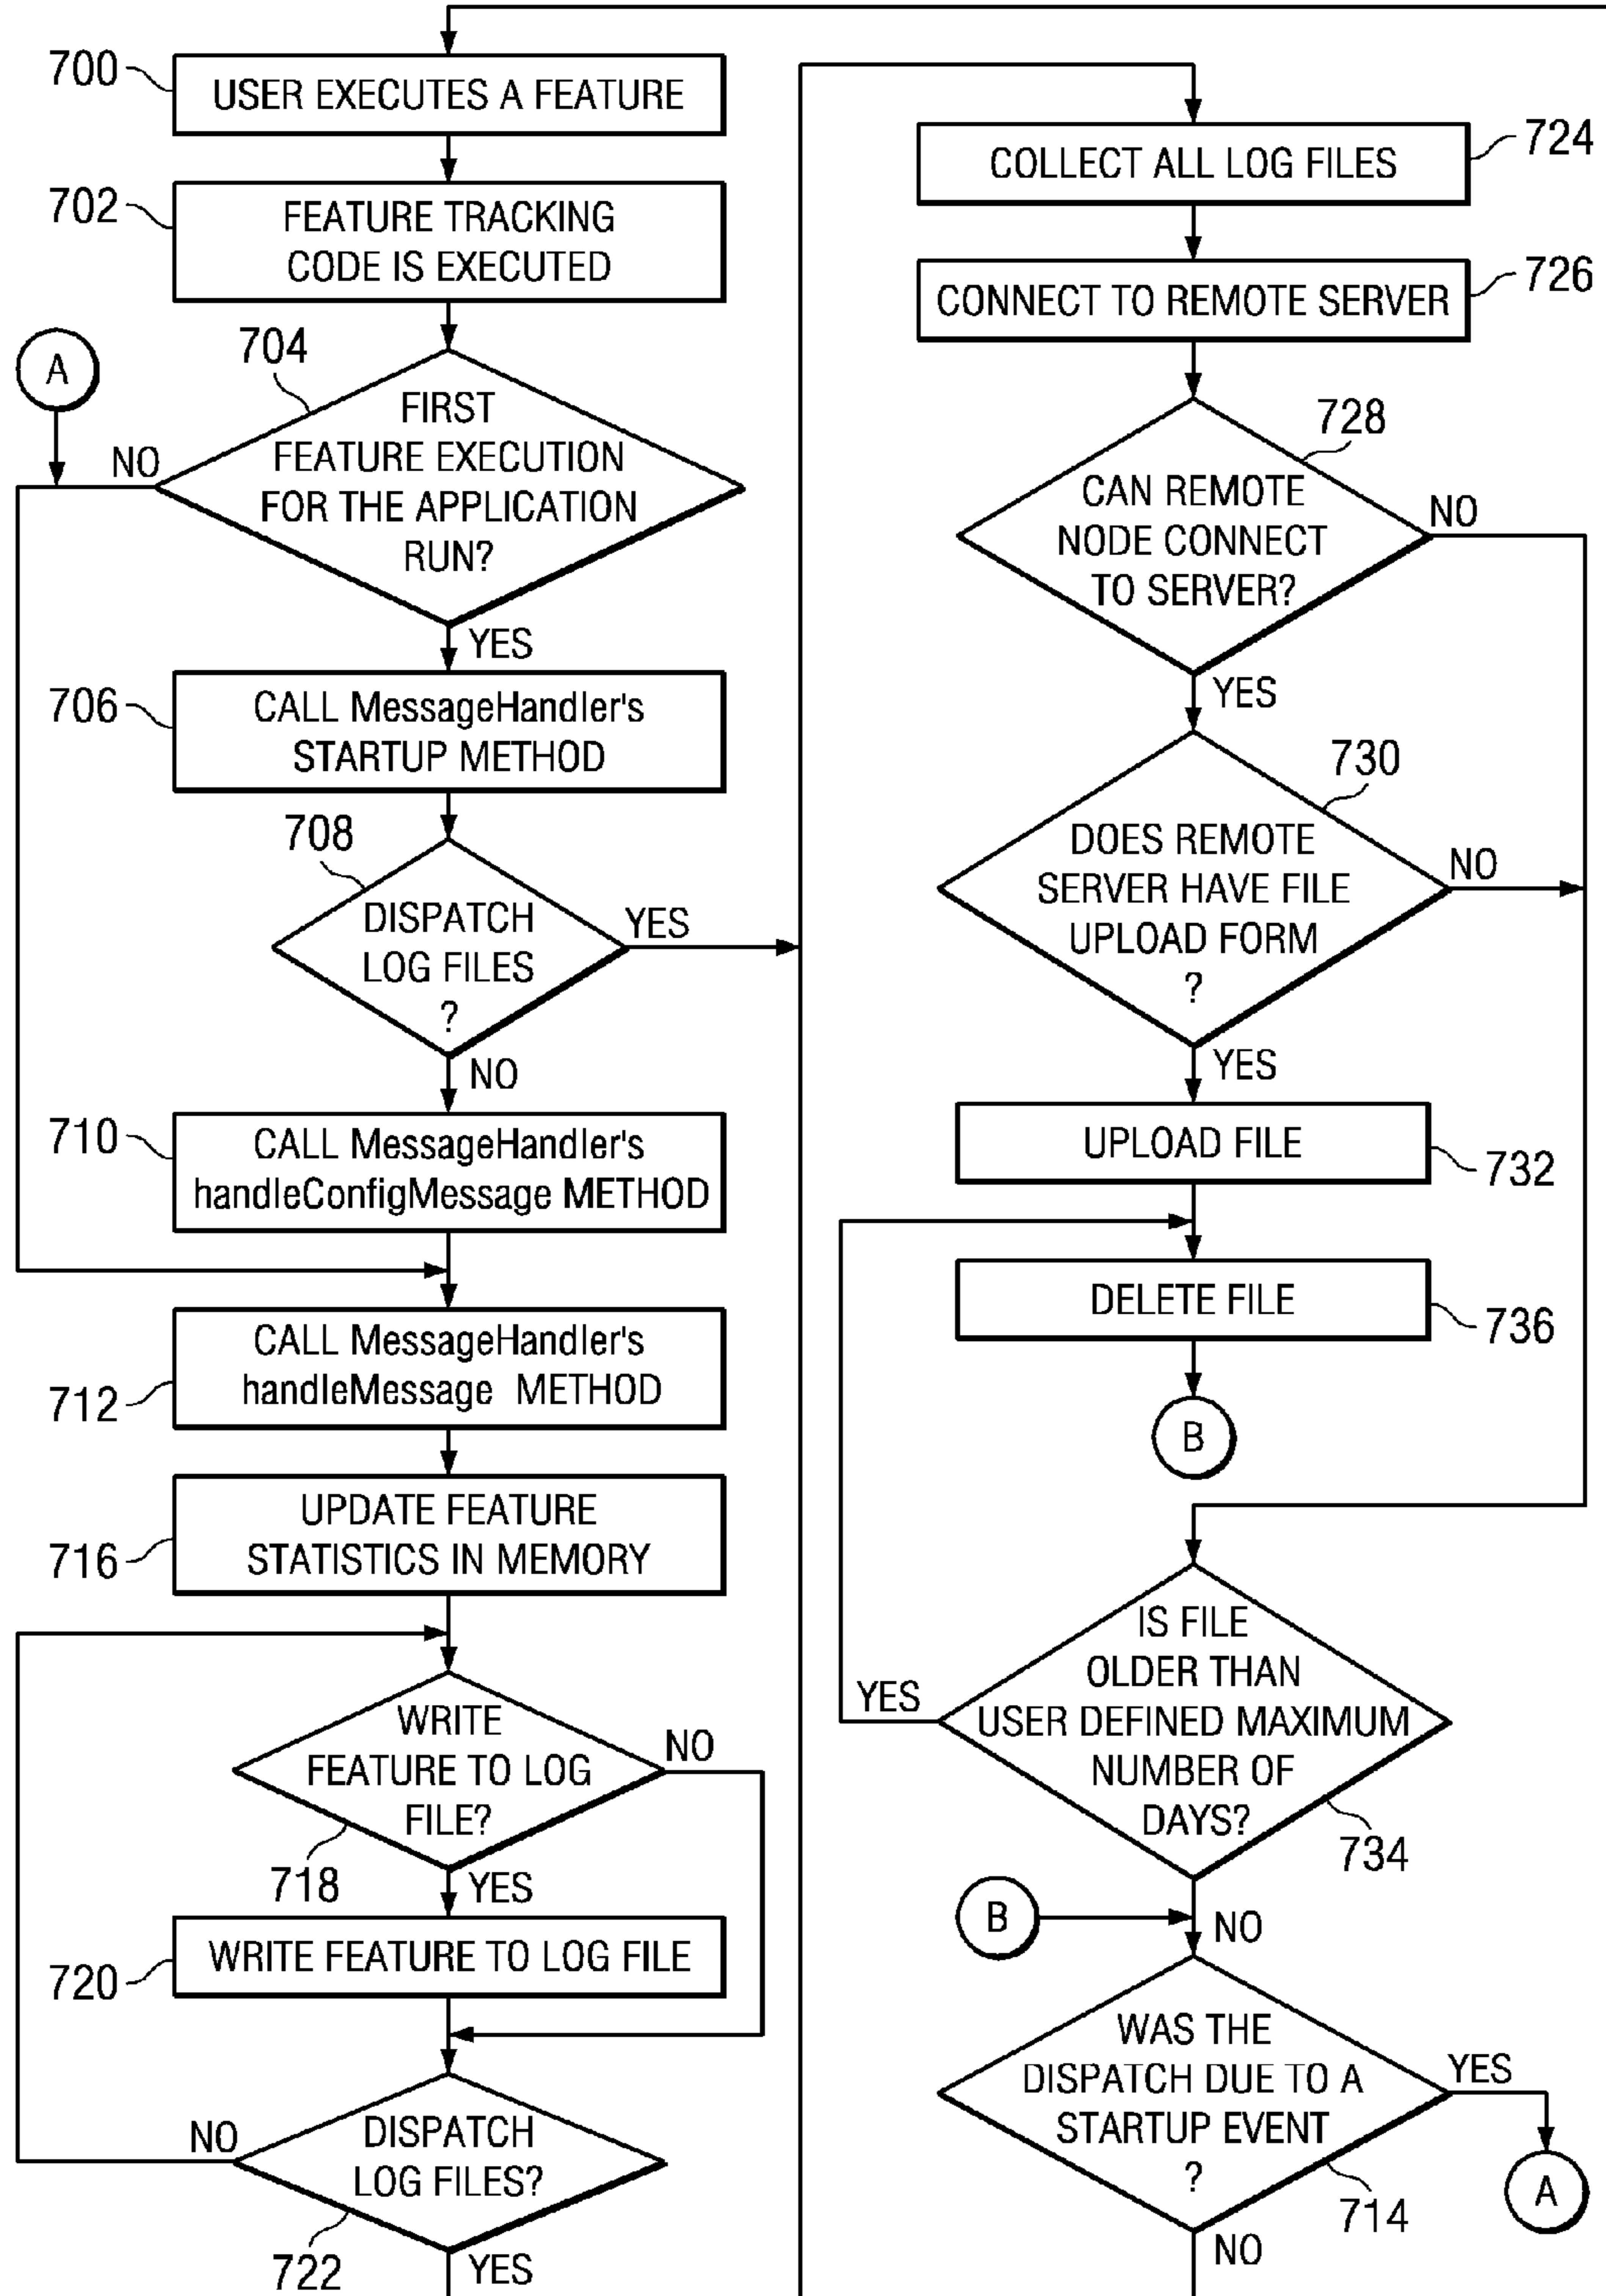 700
USER EXECUTES A FEATURE
702
FEATURE TRACKING
CODE IS EXECUTED
A
704
FIRST
FEATURE EXECUTION
FOR THE APPLICATION
RUN?
NO
YES
706
CALL MessageHandler's
STARTUP METHOD
708
DISPATCH
LOG FILES
?
YES
NO
710
CALL MessageHandler's
handleConfigMessage METHOD
712
CALL MessageHandler's
handleMessage METHOD
716
UPDATE FEATURE
STATISTICS IN MEMORY
WRITE
FEATURE TO LOG
FILE?
NO
718
YES
720
WRITE FEATURE TO LOG FILE
NO
DISPATCH
LOG FILES?
722
YES
COLLECT ALL LOG FILES
724
CONNECT TO REMOTE SERVER
726
728
CAN REMOTE
NODE CONNECT
TO SERVER?
NO
YES
730
DOES REMOTE
SERVER HAVE FILE
UPLOAD FORM
?
NO
YES
UPLOAD FILE
732
DELETE FILE
736
B
IS FILE
OLDER THAN
USER DEFINED MAXIMUM
NUMBER OF
DAYS?
YES
734
B
NO
WAS THE
DISPATCH DUE TO A
STARTUP EVENT
?
YES
714
A
NO